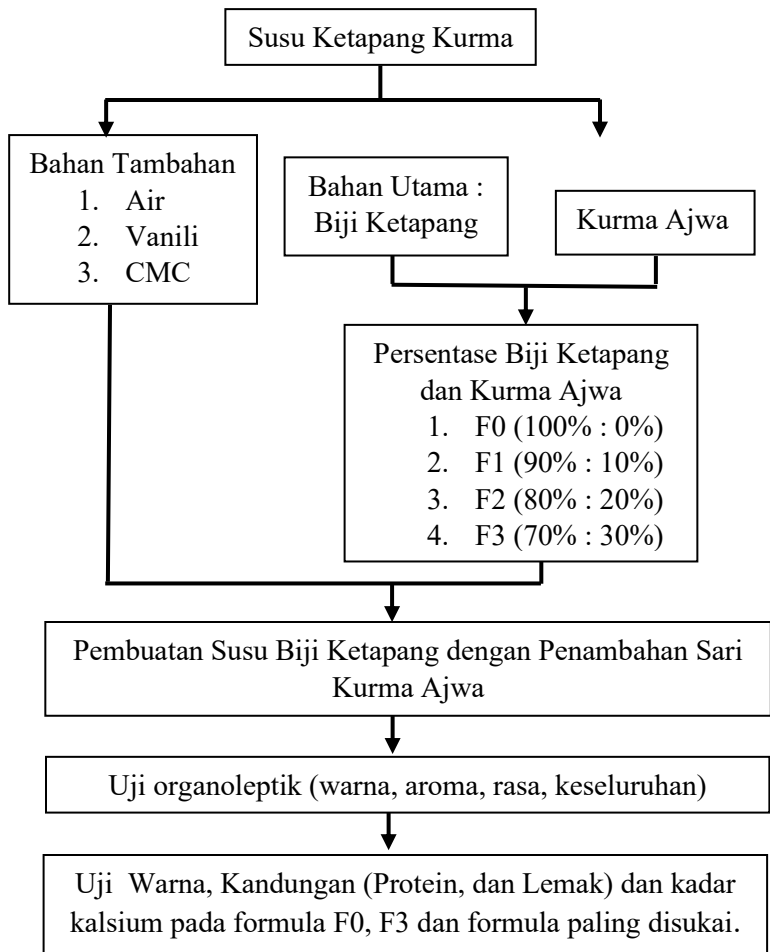 Susu Ketapang Kurma
Bahan Tambahan
1. Air
2. Vanili
3. CMC
Bahan Utama :
Biji Ketapang
Kurma Ajwa
Persentase Biji Ketapang
dan Kurma Ajwa
1. F0 (100% : 0%)
2. F1 (90% : 10%)
3. F2 (80% : 20%)
4. F3 (70% : 30%)
Pembuatan Susu Biji Ketapang dengan Penambahan Sari
Kurma Ajwa
Uji organoleptik (warna, aroma, rasa, keseluruhan)
Uji Warna, Kandungan (Protein, dan Lemak) dan kadar
kalsium pada formula F0, F3 dan formula paling disukai.